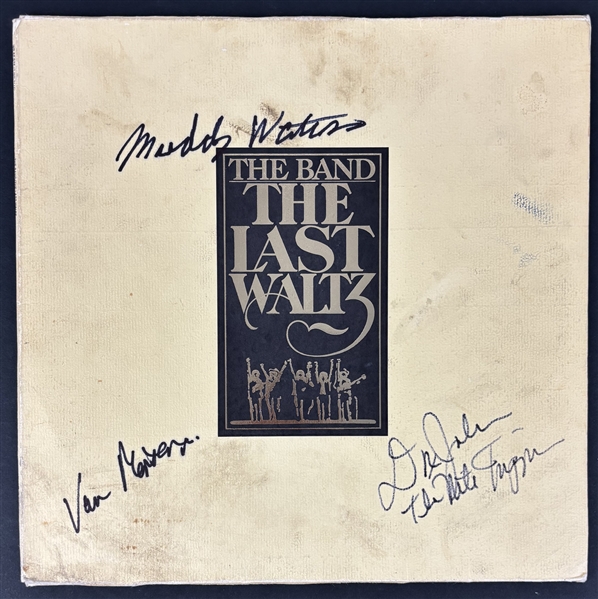 Muddy Waters
THE BAND
THE
LAST
WALTZ
Van Morrison.
Dr. John
The Nite Tripper